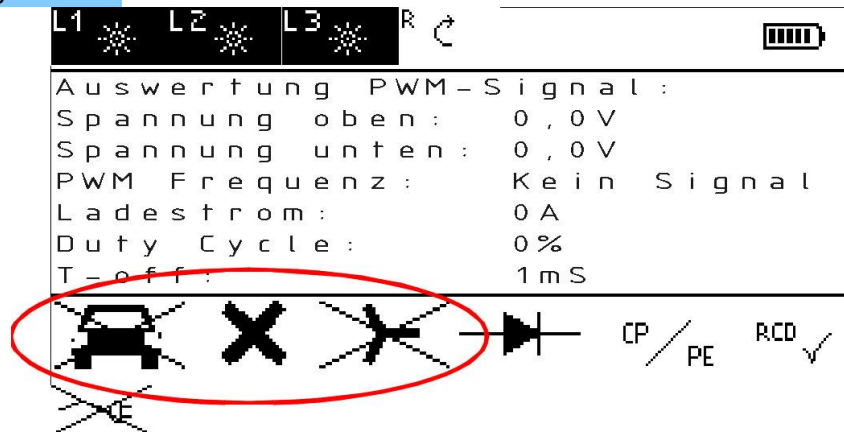 L1 L2 L3 R
Auswertung PWM-Signal:
Spannung oben: 0,0V
Spannung unten: 0,0V
PWM Frequenz: Kein Signal
Ladestrom: 0A
Duty Cycle: 0%
T-off: 1mS
CP/PE RCD